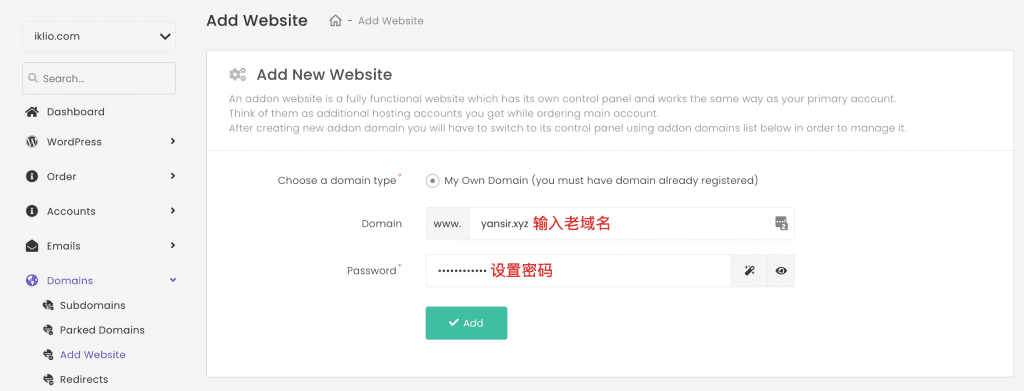 Add Website
- Add Website
iklio.com
Search...
Dashboard
WordPress
Order
Accounts
Emails
Domains
Subdomains
Parked Domains
Add Website
Redirects
Add New Website
An addon website is a fully functional website which has its own control panel and works the same way as your primary account.
Think of them as additional hosting accounts you get while ordering main account.
After creating new addon domain you will have to switch to its control panel using addon domains list below in order to manage it.
Choose a domain type* My Own Domain (you must have domain already registered)
Domain www. yansir.xyz 输入老域名
Password* •••••••••••• 设置密码
Add